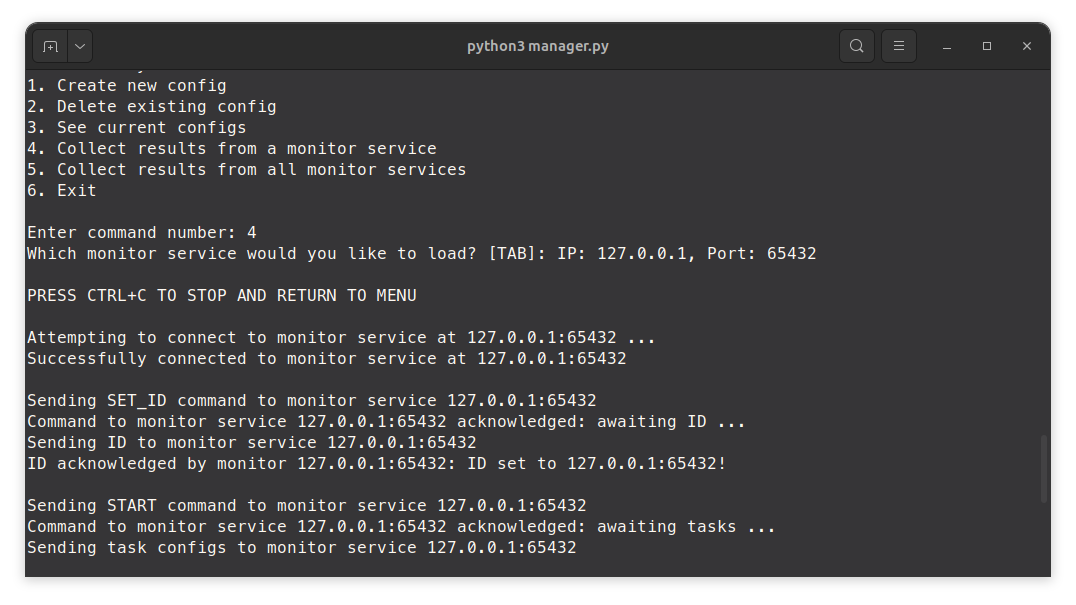 python3 manager.py
1. Create new config
2. Delete existing config
3. See current configs
4. Collect results from a monitor service
5. Collect results from all monitor services
6. Exit
Enter command number: 4
Which monitor service would you like to load? [TAB]: IP: 127.0.0.1, Port: 65432
PRESS CTRL+C TO STOP AND RETURN TO MENU
Attempting to connect to monitor service at 127.0.0.1:65432 ...
Successfully connected to monitor service at 127.0.0.1:65432
Sending SET_ID command to monitor service 127.0.0.1:65432
Command to monitor service 127.0.0.1:65432 acknowledged: awaiting ID ...
Sending ID to monitor service 127.0.0.1:65432
ID acknowledged by monitor 127.0.0.1:65432: ID set to 127.0.0.1:65432!
Sending START command to monitor service 127.0.0.1:65432
Command to monitor service 127.0.0.1:65432 acknowledged: awaiting tasks ...
Sending task configs to monitor service 127.0.0.1:65432